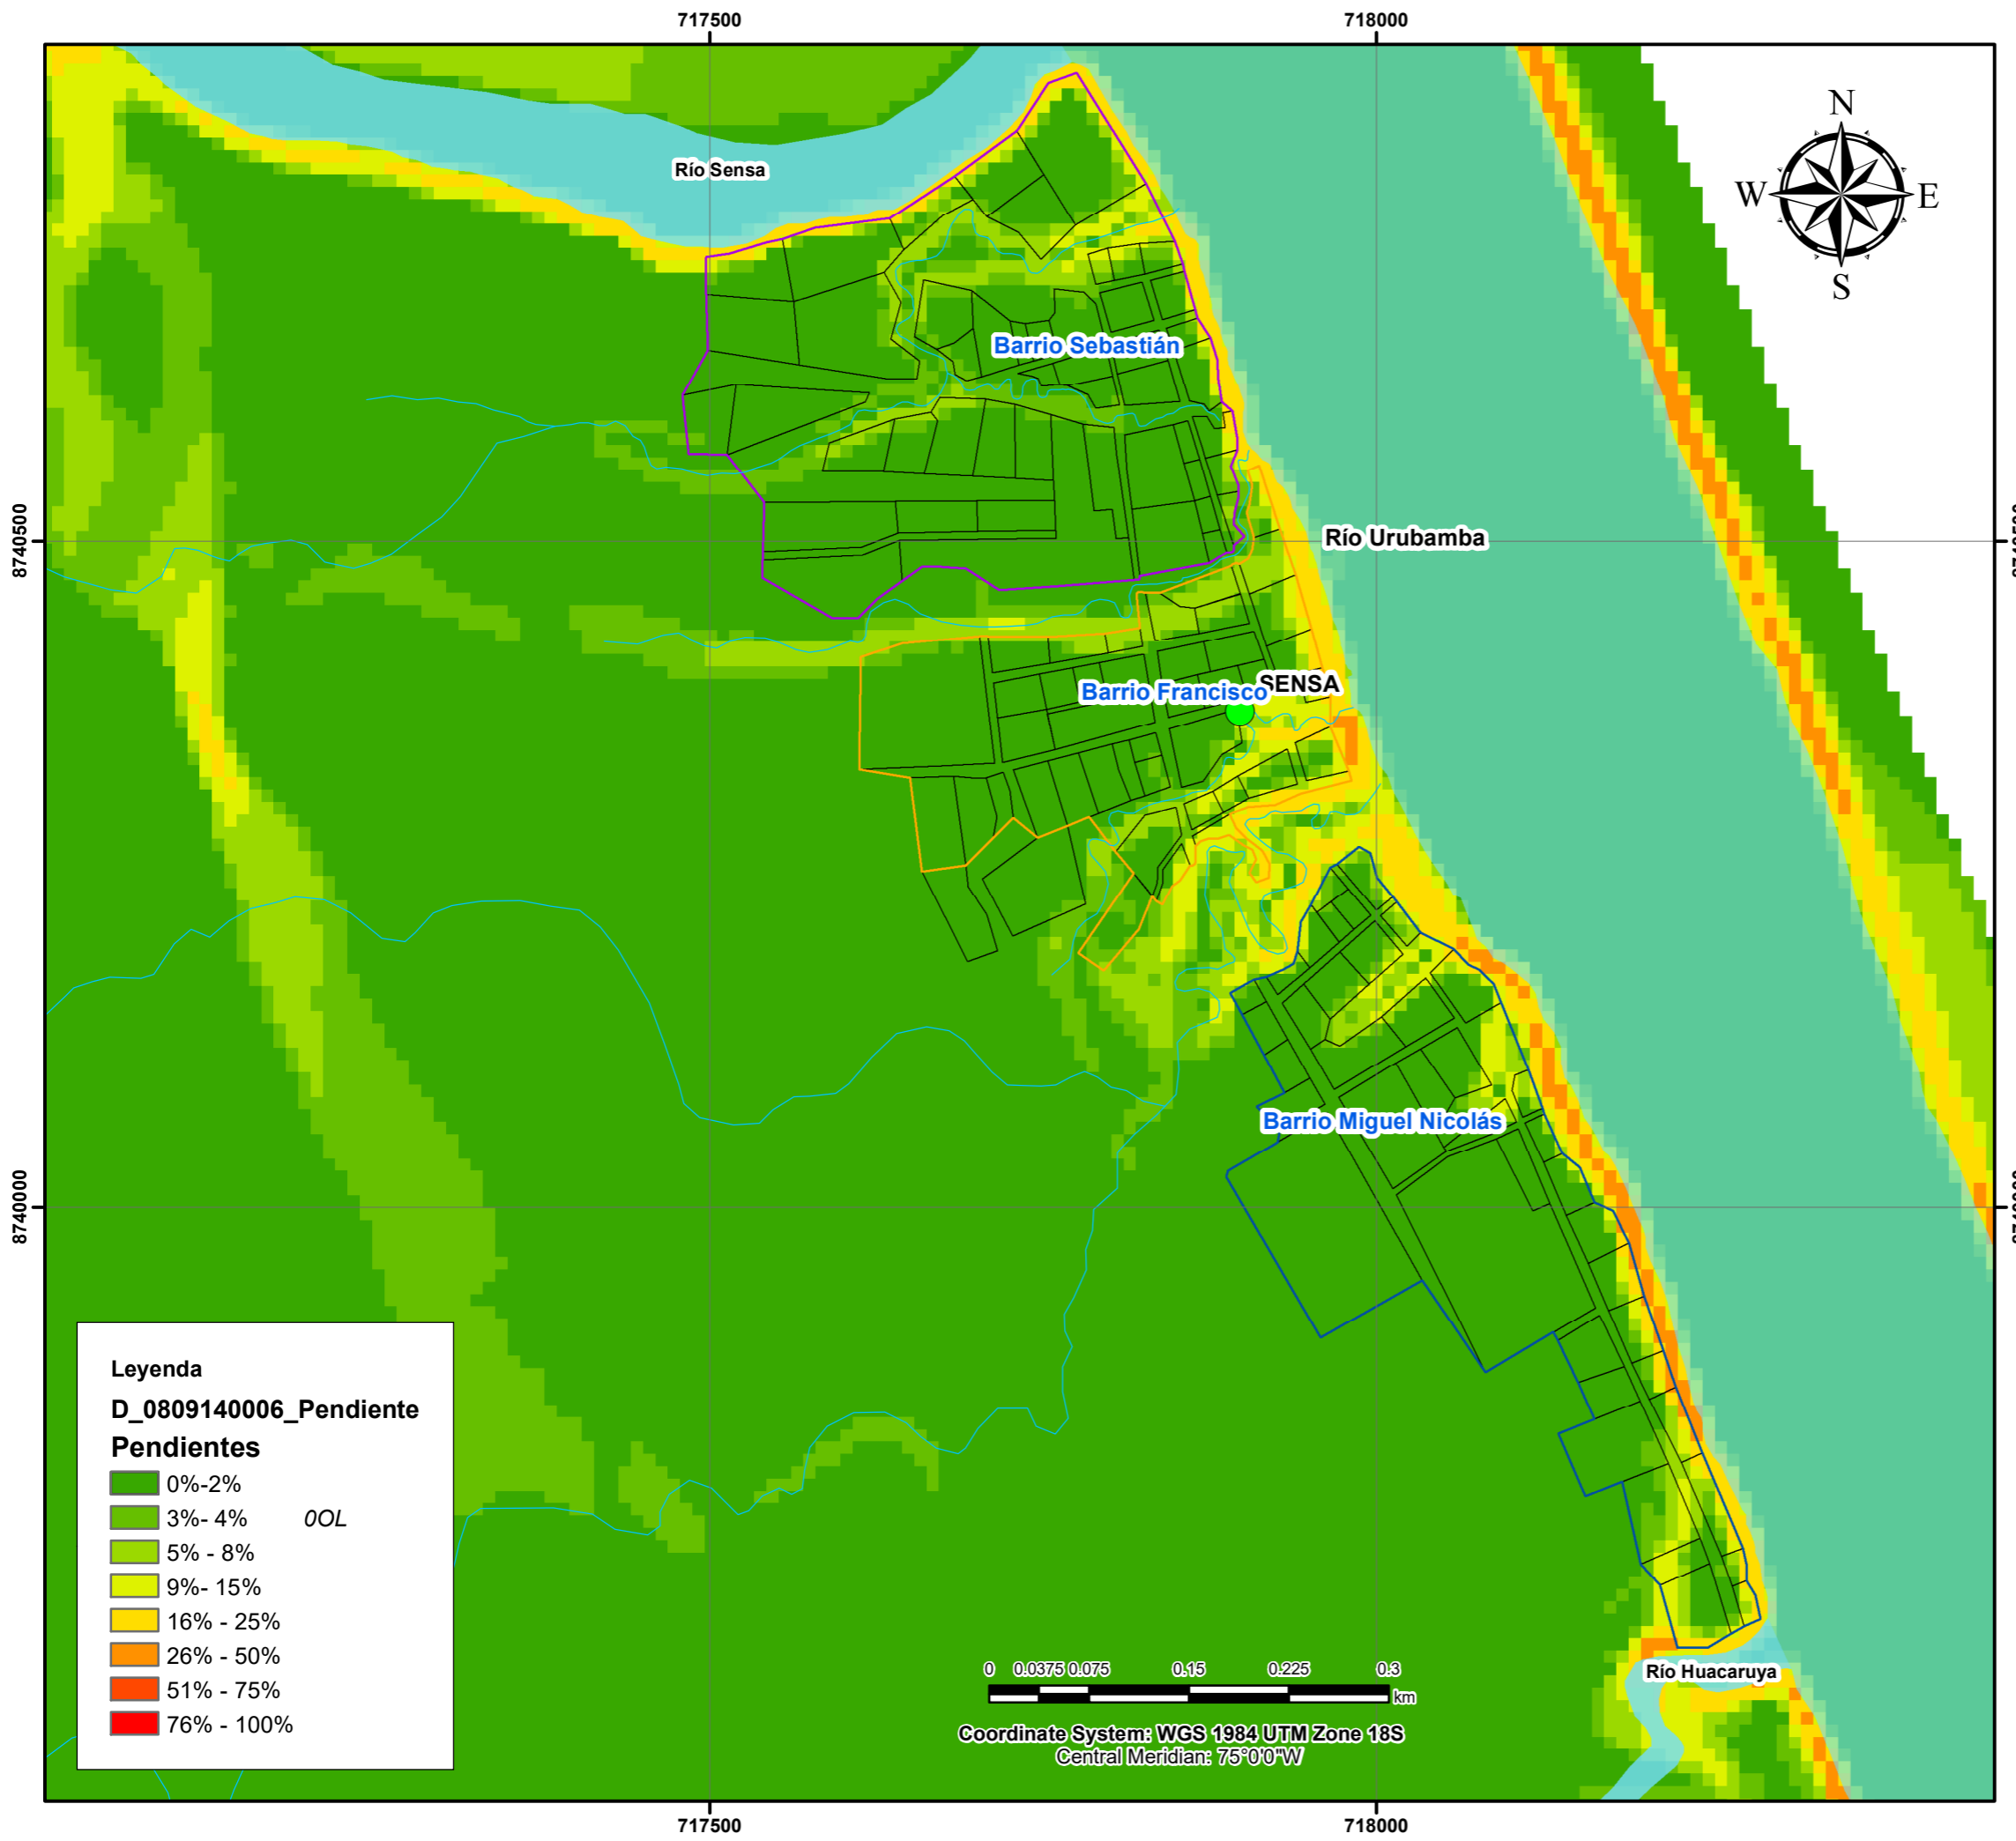 717500
718000
N
W
E
S
Río Sensa
Barrio Sebastián
8740500
Río Urubamba
SENSA
Barrio Francisco
Barrio Miguel Nicolás
8740000
Leyenda
D_0809140006_Pendiente
Pendientes
0%-2%
3%- 4%
0OL
5% - 8%
9%- 15%
16% - 25%
26% - 50%
51% - 75%
76% - 100%
0 0.0375 0.075 0.15 0.225 0.3
km
Río Huacaruya
Coordinate System: WGS 1984 UTM Zone 18S
Central Meridian: 75°0'0"W
717500
718000